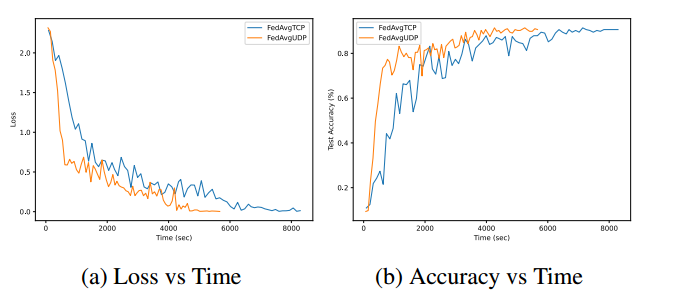 FedAvgTCP
FedAvgUDP
2.0
1.5
1.0
0.5
0.0
Loss
0
2000
4000
6000
8000
Time (sec)
(a) Loss vs Time
FedAvgTCP
FedAvgUDP
0.8
0.6
0.4
0.2
Test Accuracy (%)
0
2000
4000
6000
8000
Time (sec)
(b) Accuracy vs Time